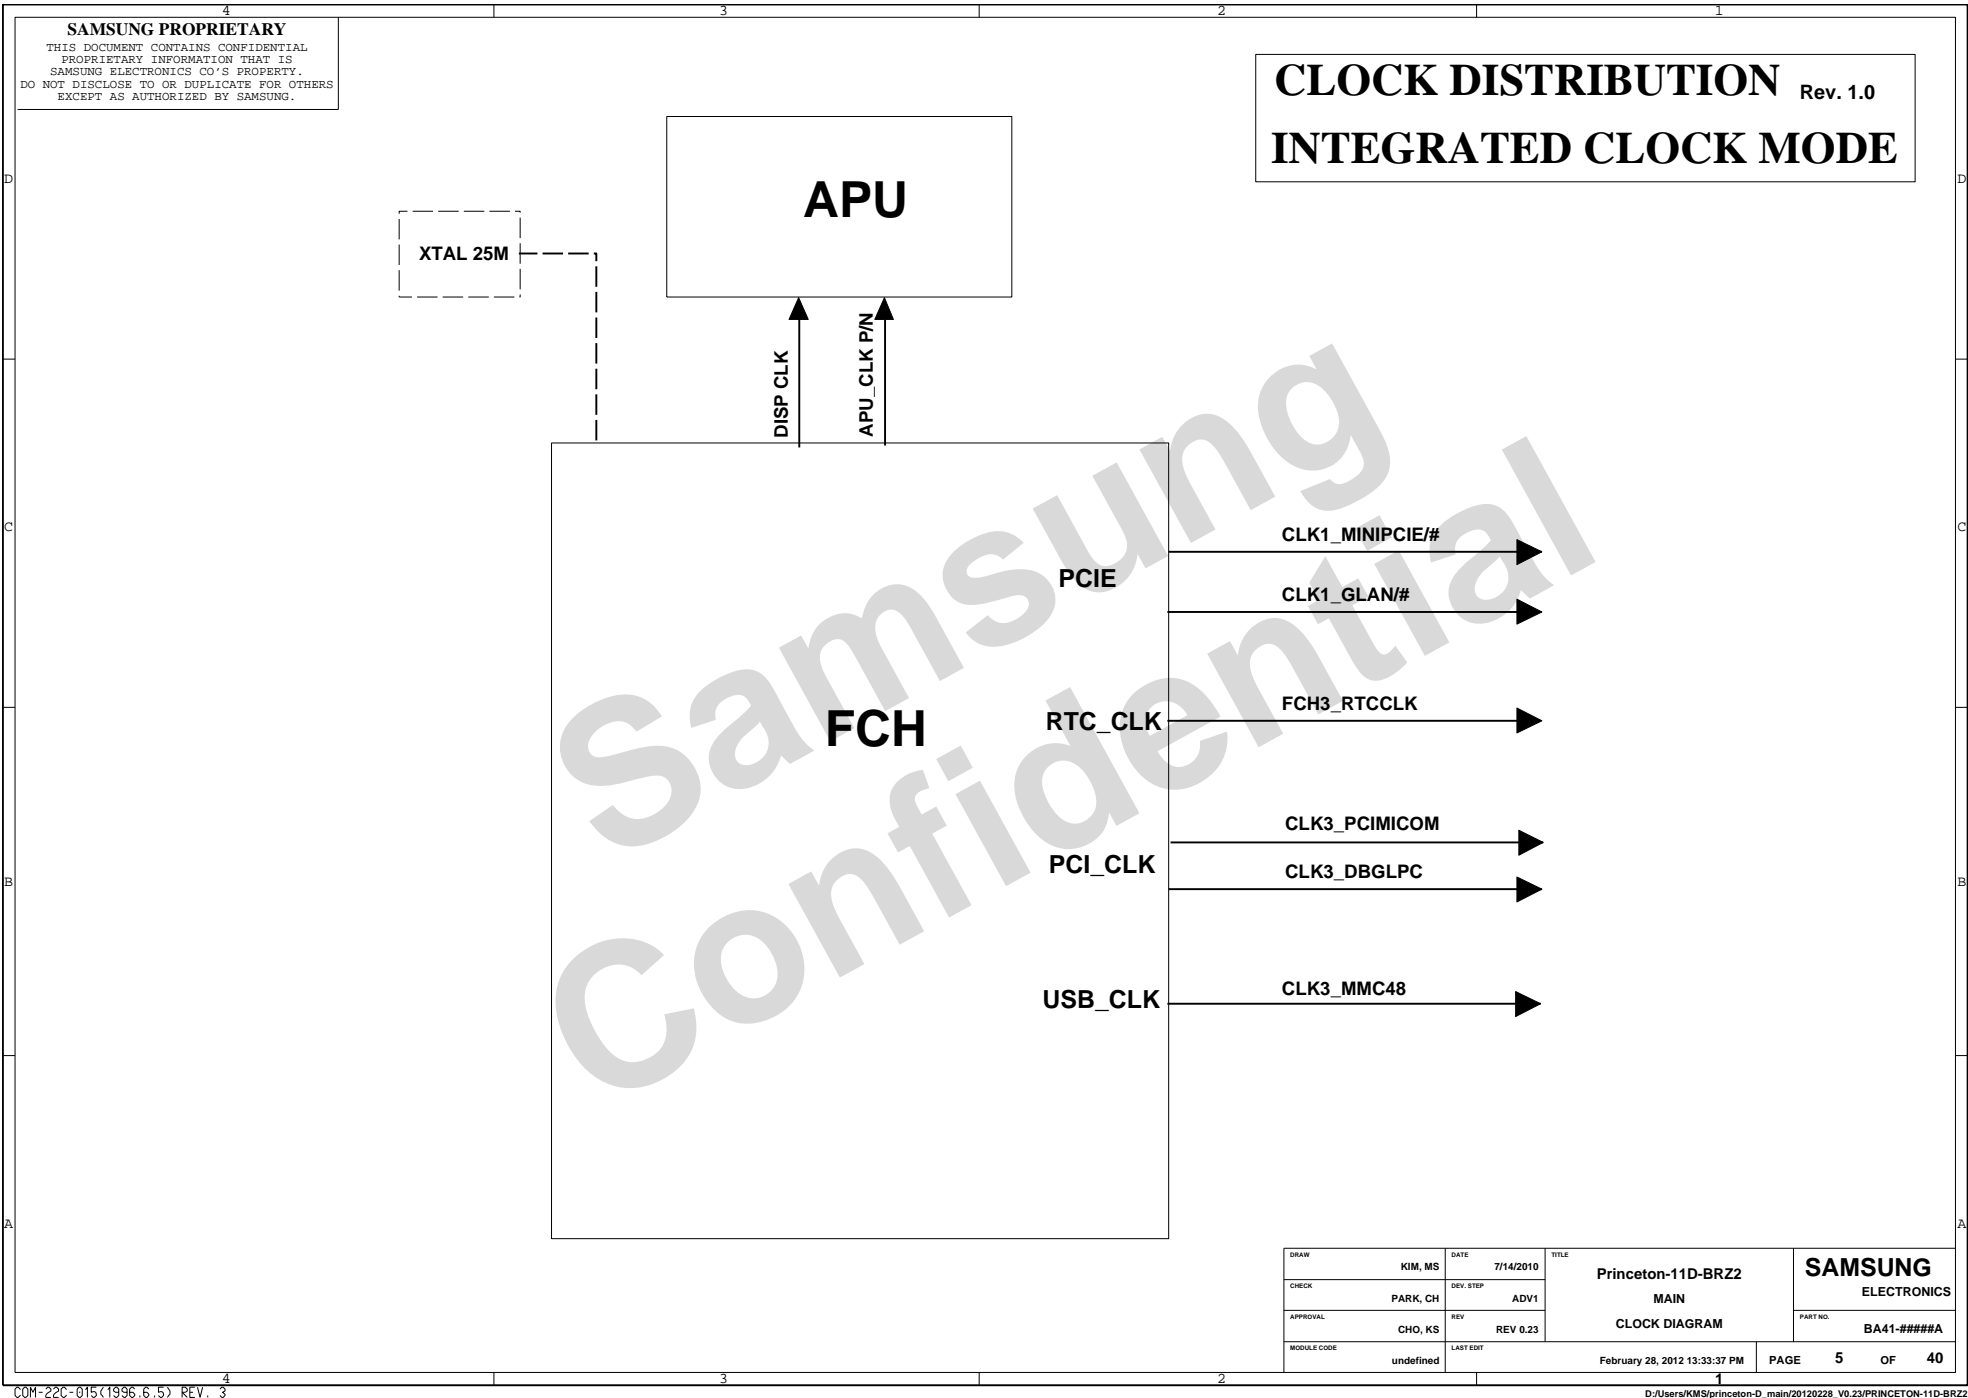 4 3 2 1
SAMSUNG PROPRIETARY
THIS DOCUMENT CONTAINS CONFIDENTIAL
PROPRIETARY INFORMATION THAT IS
SAMSUNG ELECTRONICS CO'S PROPERTY.
DO NOT DISCLOSE TO OR DUPLICATE FOR OTHERS
EXCEPT AS AUTHORIZED BY SAMSUNG.
CLOCK DISTRIBUTION Rev. 1.0
INTEGRATED CLOCK MODE
D D
APU
XTAL 25M
DISP CLK
APU_CLK P/N
Samsung
Confidential
C C
CLK1_MINIPCIE/#
PCIE
CLK1_GLAN/#
FCH
RTC_CLK
FCH3_RTCCLK
CLK3_PCIMICOM
PCI_CLK
CLK3_DBGLPC
B B
USB_CLK
CLK3_MMC48
A A
DRAW
KIM, MS
DATE
7/14/2010
TITLE
Princeton-11D-BRZ2
MAIN
CLOCK DIAGRAM
SAMSUNG
ELECTRONICS
CHECK
PARK, CH
DEV. STEP
ADV1
APPROVAL
CHO, KS
REV
REV 0.23
PART NO.
BA41-#####A
MODULE CODE
undefined
LAST EDIT
February 28, 2012 13:33:37 PM
PAGE 5 OF 40
4 3 2 1
COM-22C-015(1996.6.5) REV. 3
D:/Users/KMS/princeton-D_main/20120228_V0.23/PRINCETON-11D-BRZ2